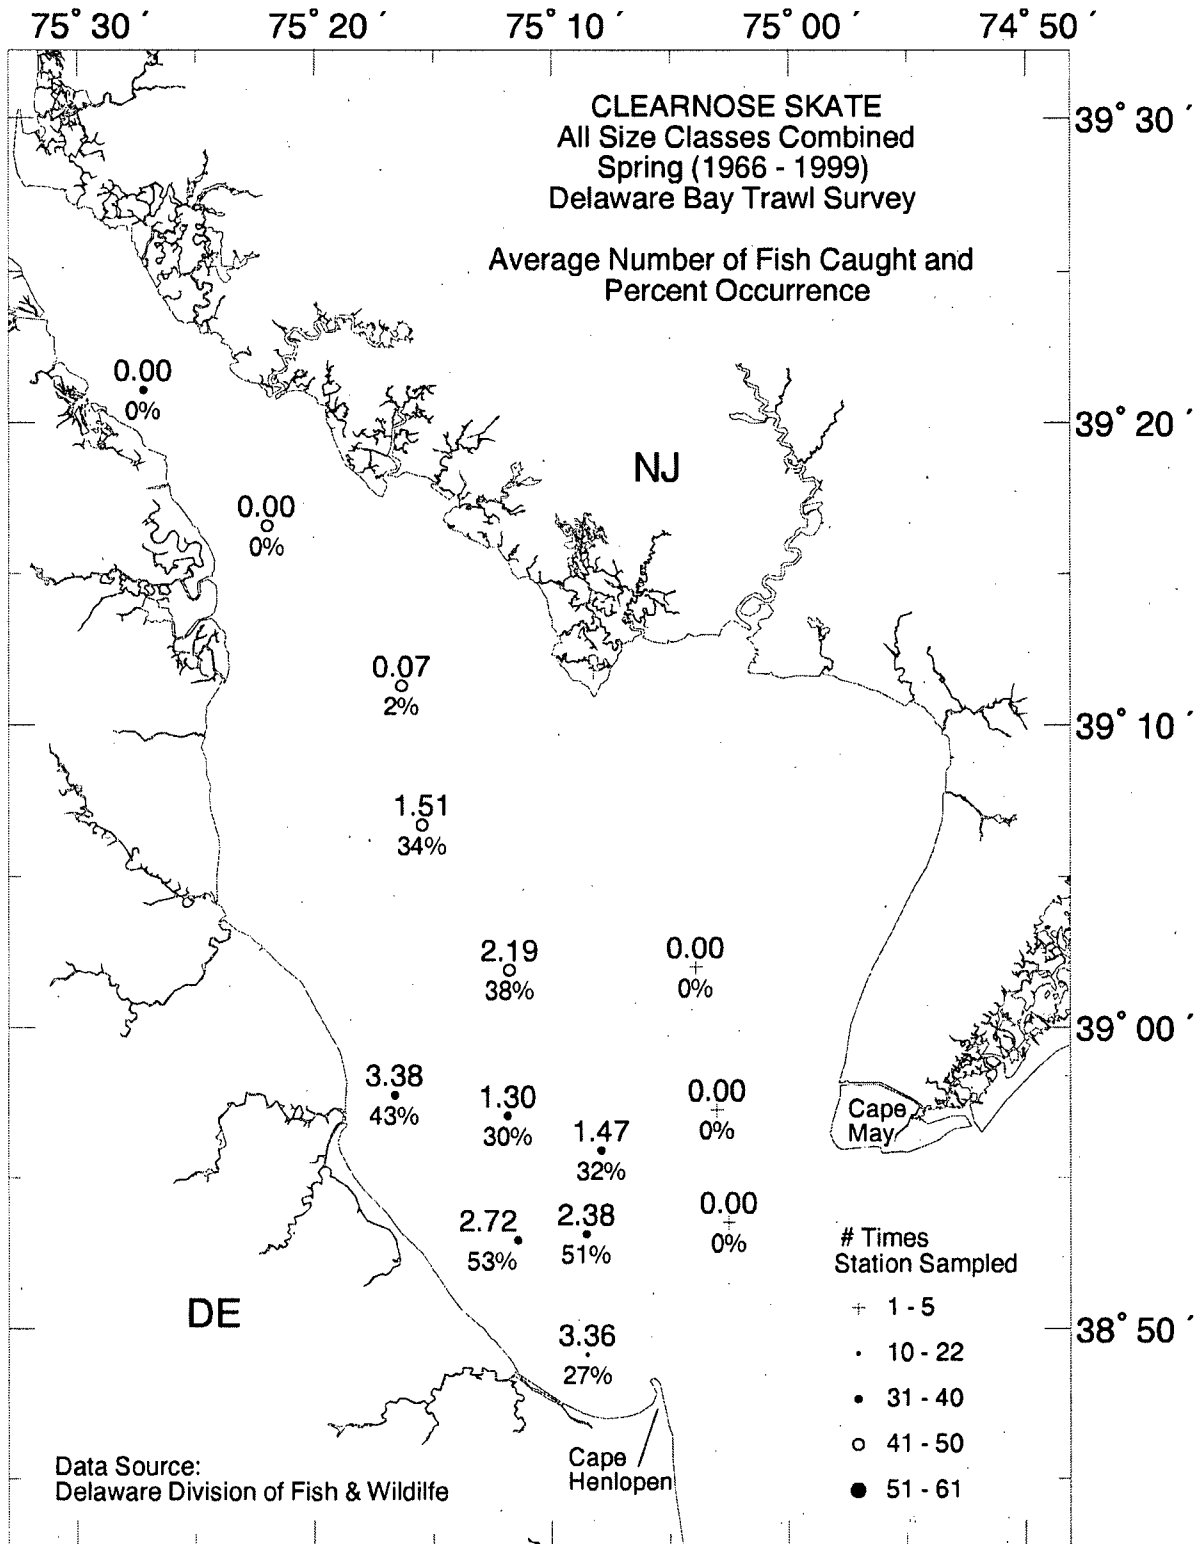 75° 30 ´ 75° 20 ´ 75° 10 ´ 75° 00 ´ 74° 50 ´
CLEARNOSE SKATE
All Size Classes Combined
Spring (1966 - 1999)
Delaware Bay Trawl Survey
Average Number of Fish Caught and
Percent Occurrence
39° 30 ´
0.00
0%
39° 20 ´
NJ
0.00
0%
0.07
2%
39° 10 ´
1.51
34%
2.19
38%
0.00
0%
39° 00 ´
3.38
43%
1.30
30%
0.00
0%
Cape
May
1.47
32%
2.72
53%
2.38
51%
0.00
0%
# Times
Station Sampled
1 - 5
10 - 22
31 - 40
41 - 50
51 - 61
DE
38° 50 ´
3.36
27%
Cape
Henlopen
Data Source:
Delaware Division of Fish & Wildilfe